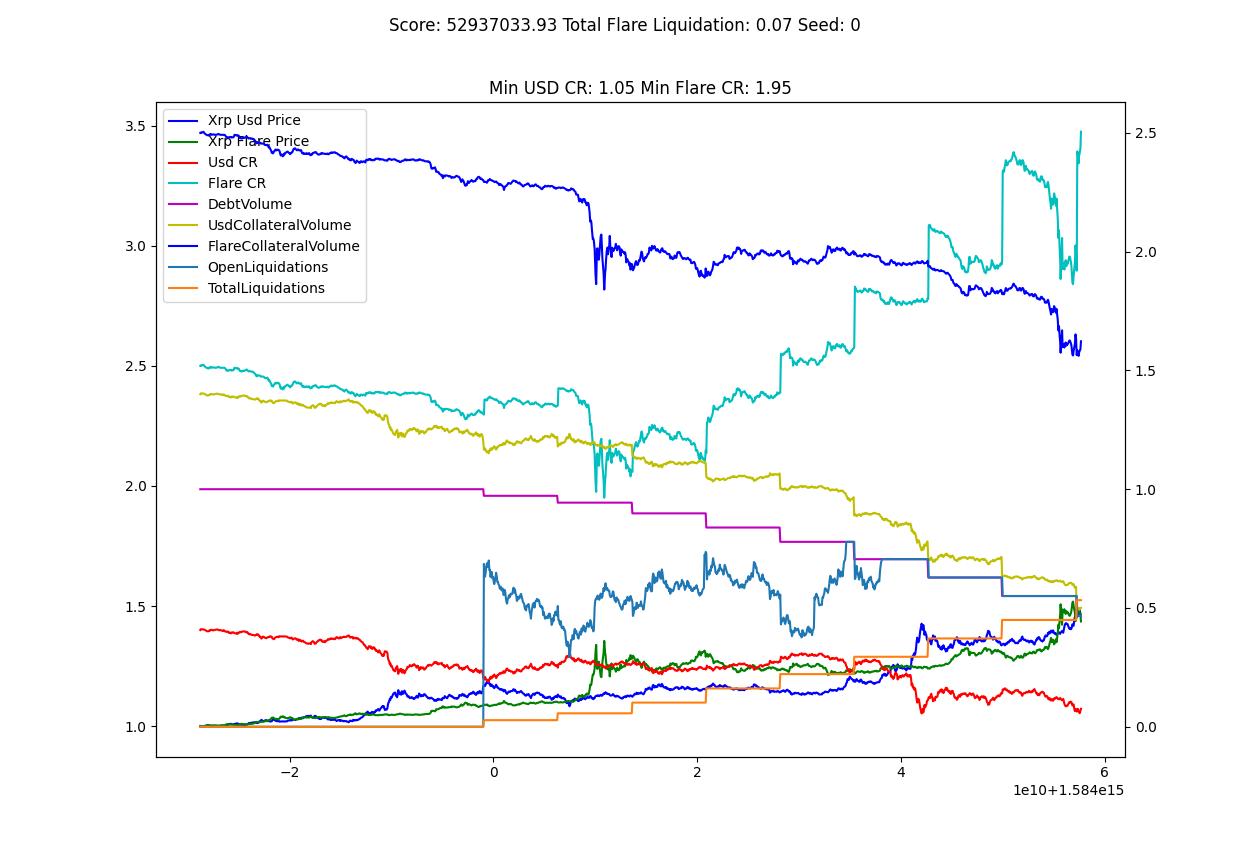 Score: 52937033.93 Total Flare Liquidation: 0.07 Seed: 0
Min USD CR: 1.05 Min Flare CR: 1.95
Xrp Usd Price
Xrp Flare Price
Usd CR
Flare CR
DebtVolume
UsdCollateralVolume
FlareCollateralVolume
OpenLiquidations
TotalLiquidations
3.5
3.0
2.5
2.0
1.5
1.0
2.5
2.0
1.5
1.0
0.5
0.0
−2 0 2 4 6
1e10+1.584e15